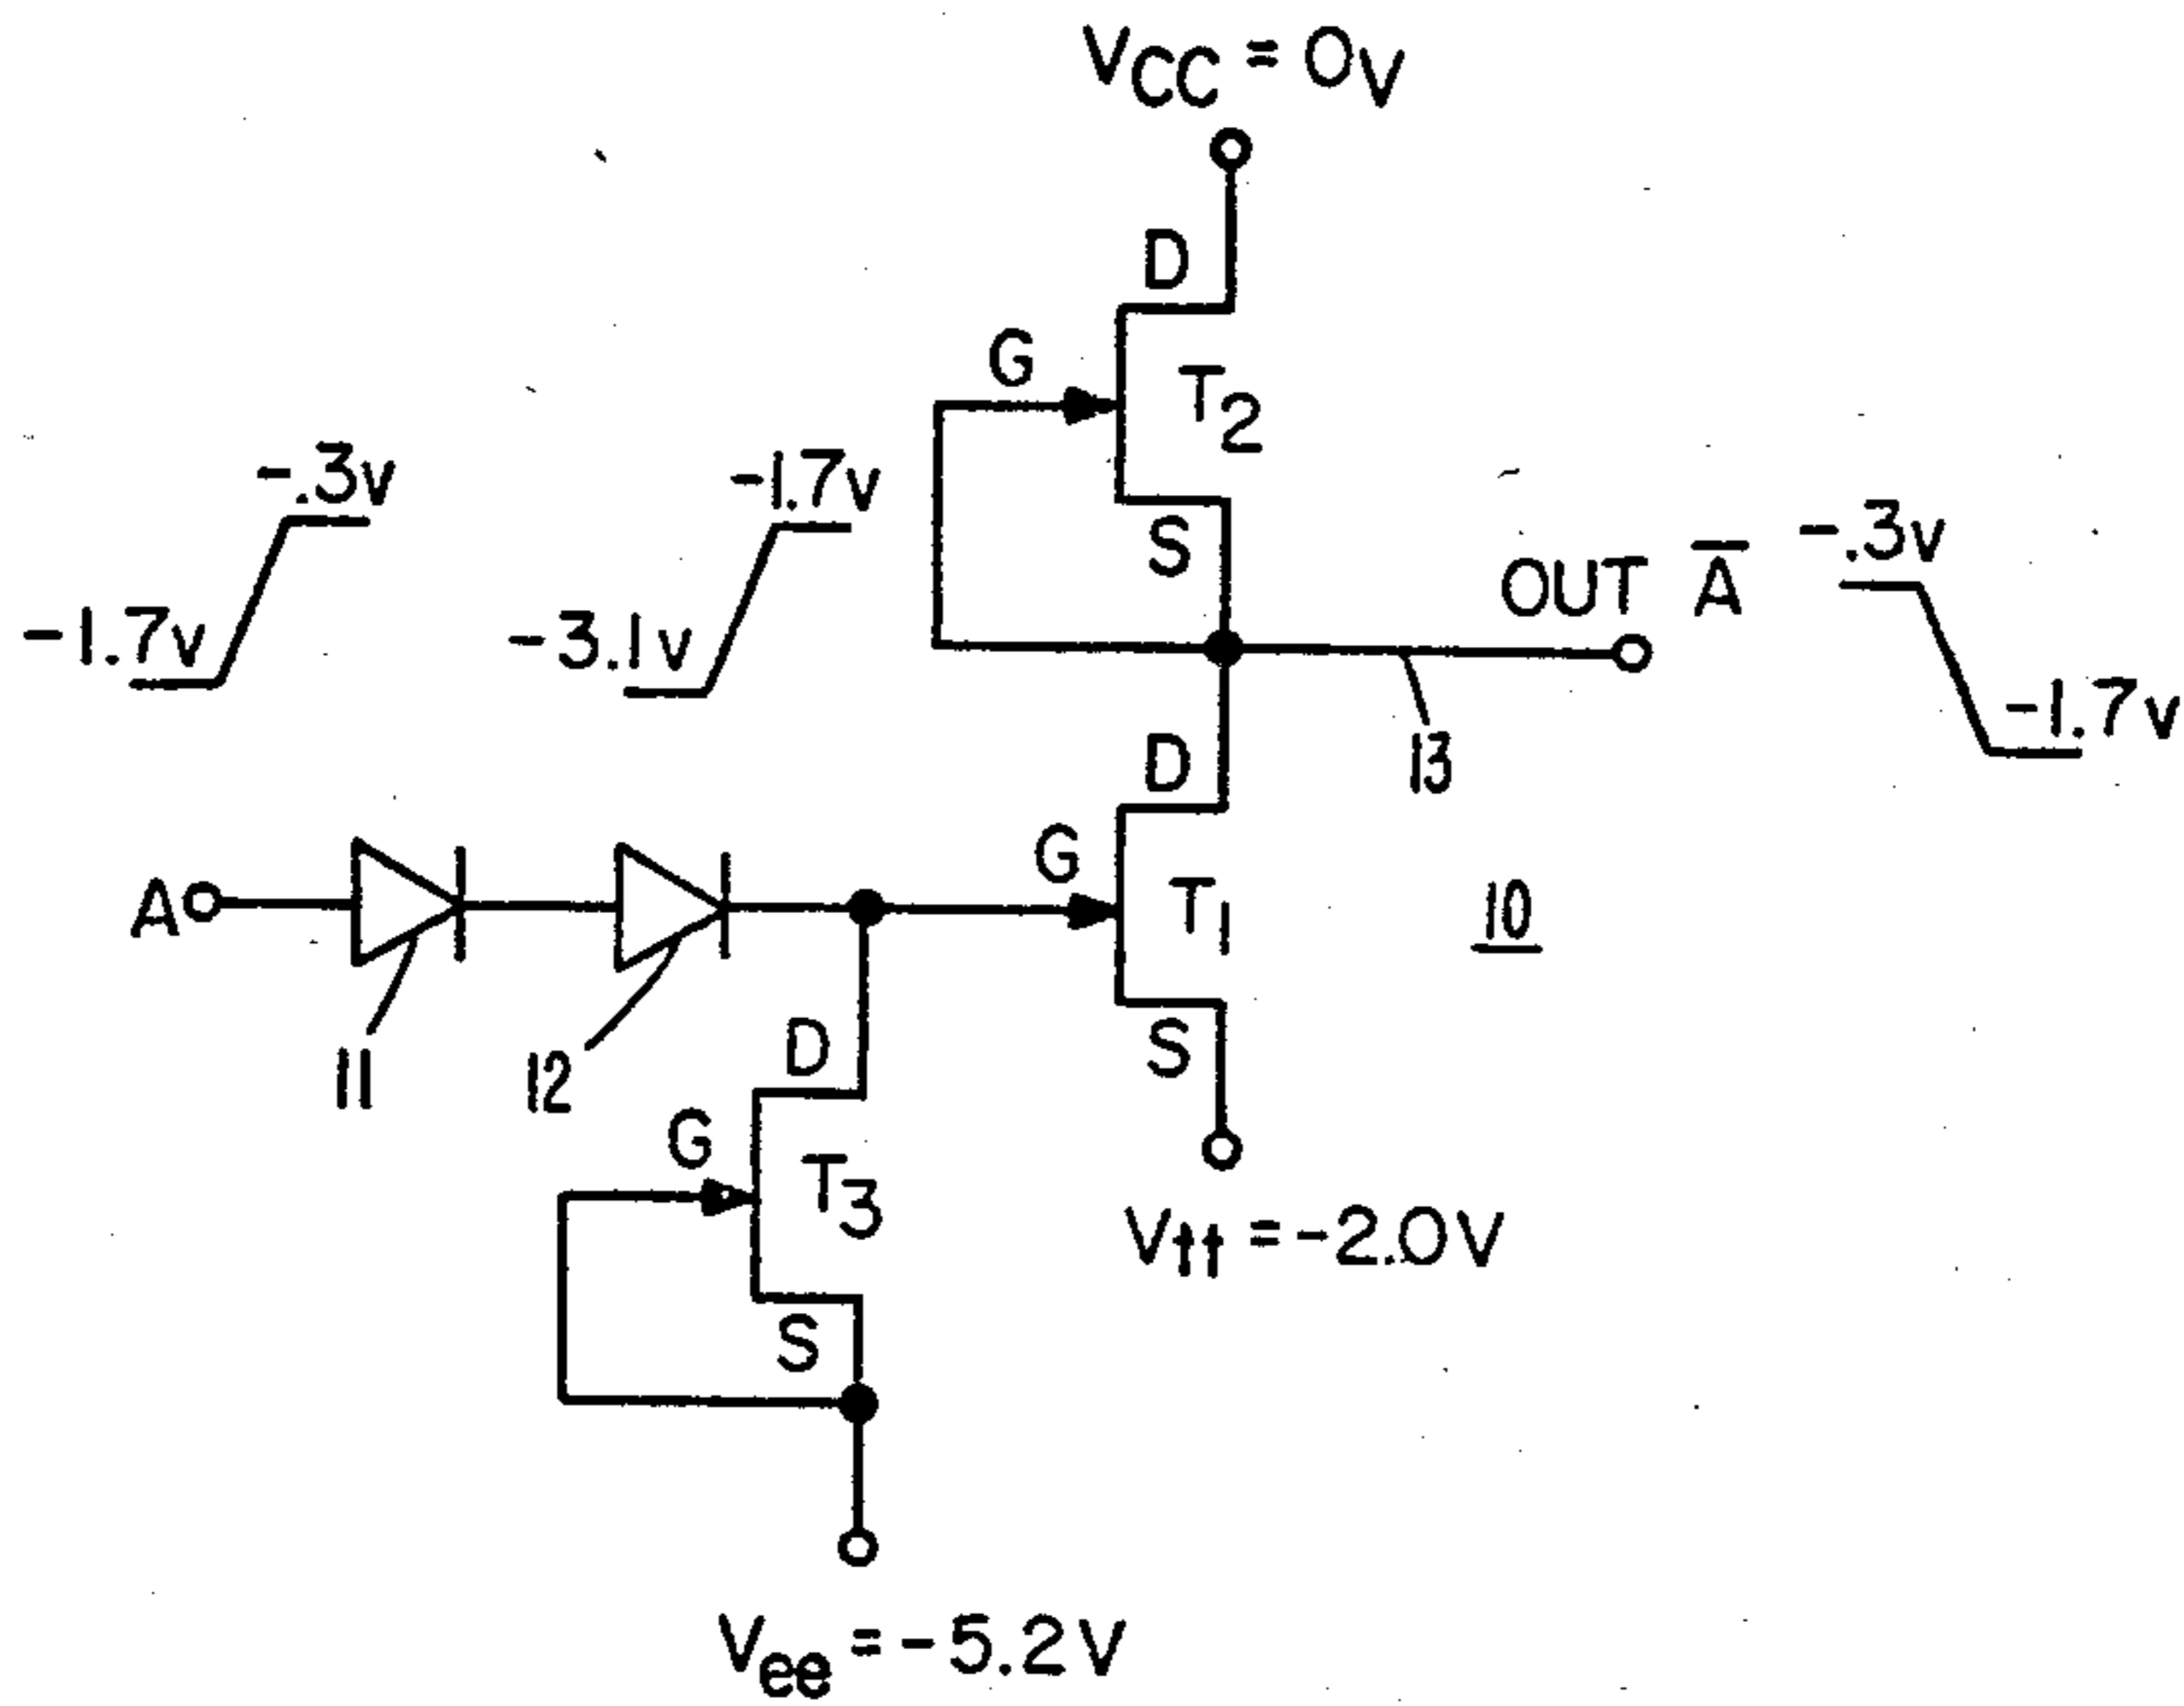 VCC = 0V
D
G
T2
S
-.3v
-1.7v
-1.7v
-3.1v
OUT A̅
-.3v
-1.7v
13
D
G
T1
S
A
10
11
12
D
G
T3
S
Vtt = -2.0V
Vee = -5.2V